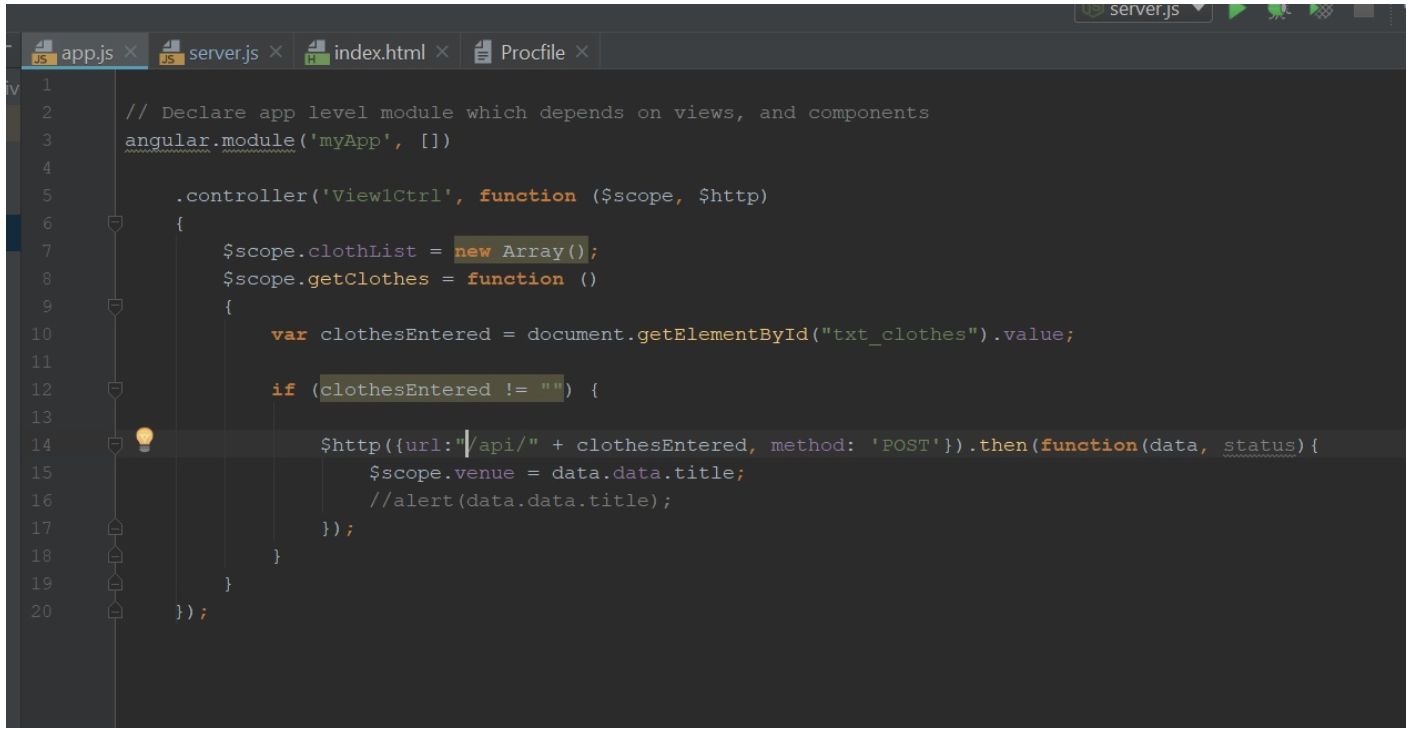 server.js
app.js server.js index.html Procfile
iv
1
2 // Declare app level module which depends on views, and components
3 angular.module('myApp', [])
4
5 .controller('View1Ctrl', function ($scope, $http)
6 {
7 $scope.clothList = new Array();
8 $scope.getClothes = function ()
9 {
10 var clothesEntered = document.getElementById("txt_clothes").value;
11
12 if (clothesEntered != "") {
13
14 $http({url:"/api/" + clothesEntered, method: 'POST'}).then(function(data, status){
15 $scope.venue = data.data.title;
16 //alert(data.data.title);
17 });
18 }
19 }
20 });